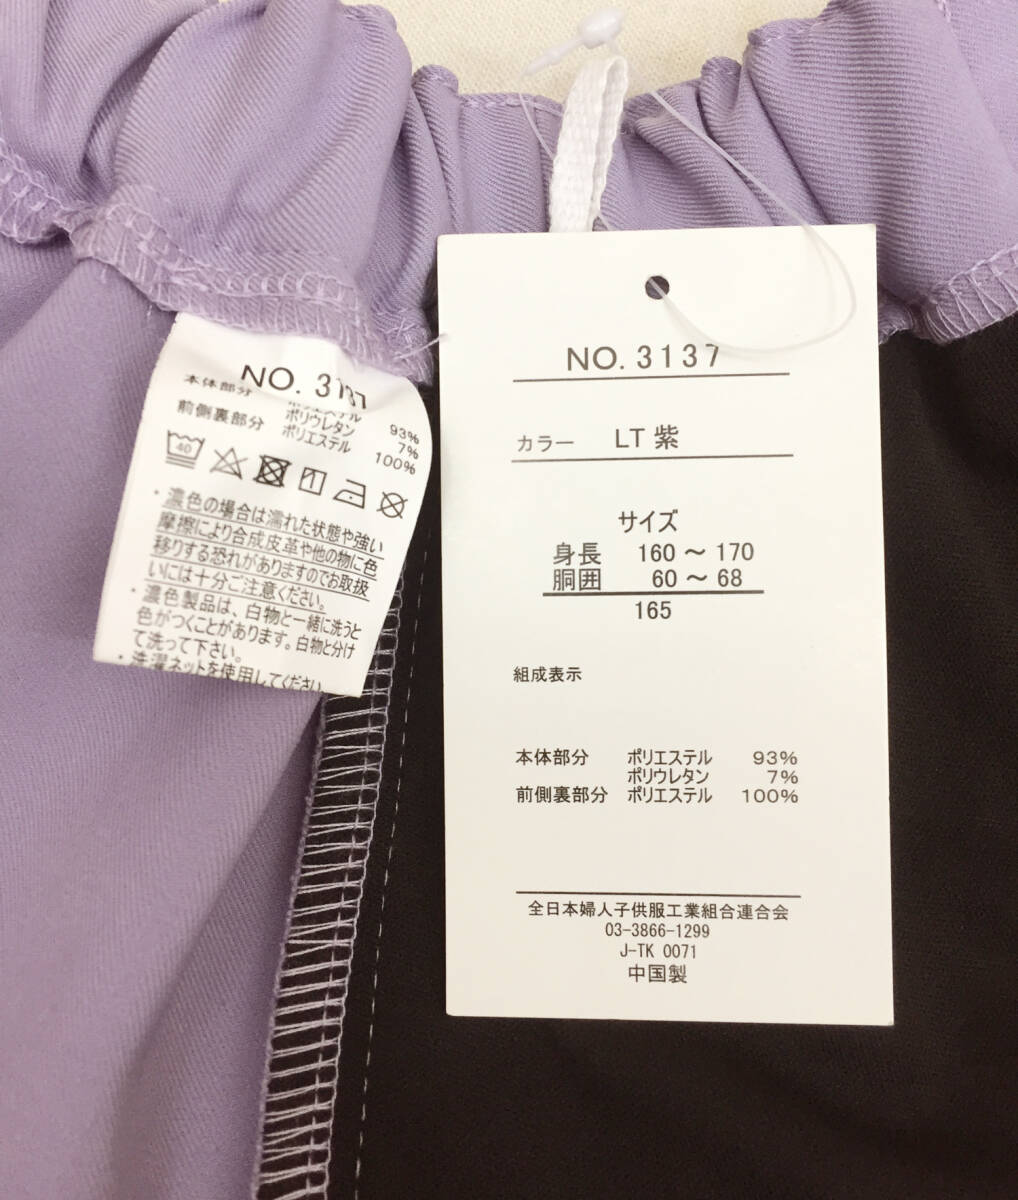 NO. 3137
本体部分 ポリエステル 93%
ポリウレタン 7%
前側裏部分 ポリエステル 100%
40
・濃色の場合は濡れた状態や強い
摩擦により合成皮革や他の物に色
移りする恐れがありますのでお取扱
いには十分ご注意ください。
・濃色製品は、白物と一緒に洗うと
色がつくことがあります。白物と分け
て洗って下さい。
・洗濯ネットを使用してください
NO. 3137
カラー LT 紫
サイズ
身長 160 ～ 170
胴囲 60 ～ 68
165
組成表示
本体部分 ポリエステル 93%
ポリウレタン 7%
前側裏部分 ポリエステル 100%
全日本婦人子供服工業組合連合会
03-3866-1299
J-TK 0071
中国製